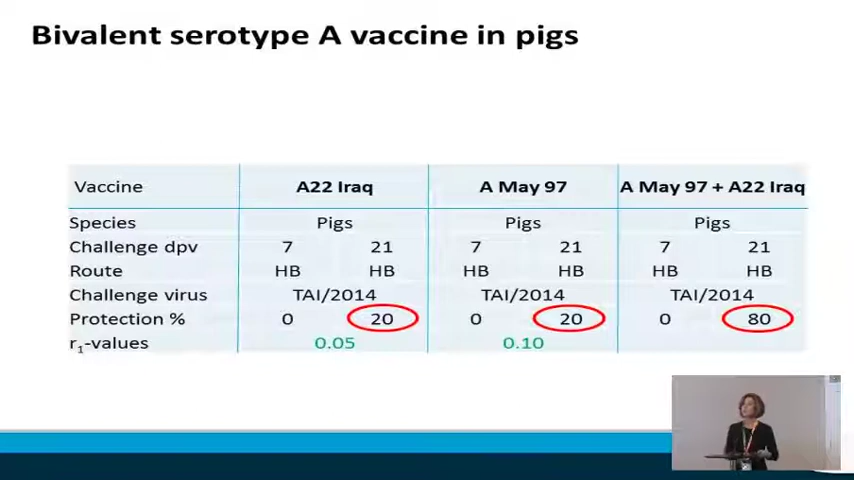 Bivalent serotype A vaccine in pigs
Vaccine A22 Iraq A May 97 A May 97 + A22 Iraq
Species Pigs Pigs Pigs
Challenge dpv 7 21 7 21 7 21
Route HB HB HB HB HB HB
Challenge virus TAI/2014 TAI/2014 TAI/2014
Protection % 0 20 0 20 0 80
r1-values 0.05 0.10